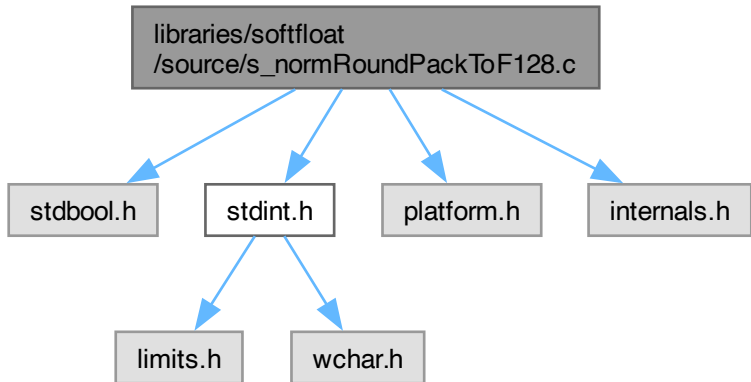 libraries/softfloat
/source/s_normRoundPackToF128.c
stdbool.h
stdint.h
platform.h
internals.h
limits.h
wchar.h